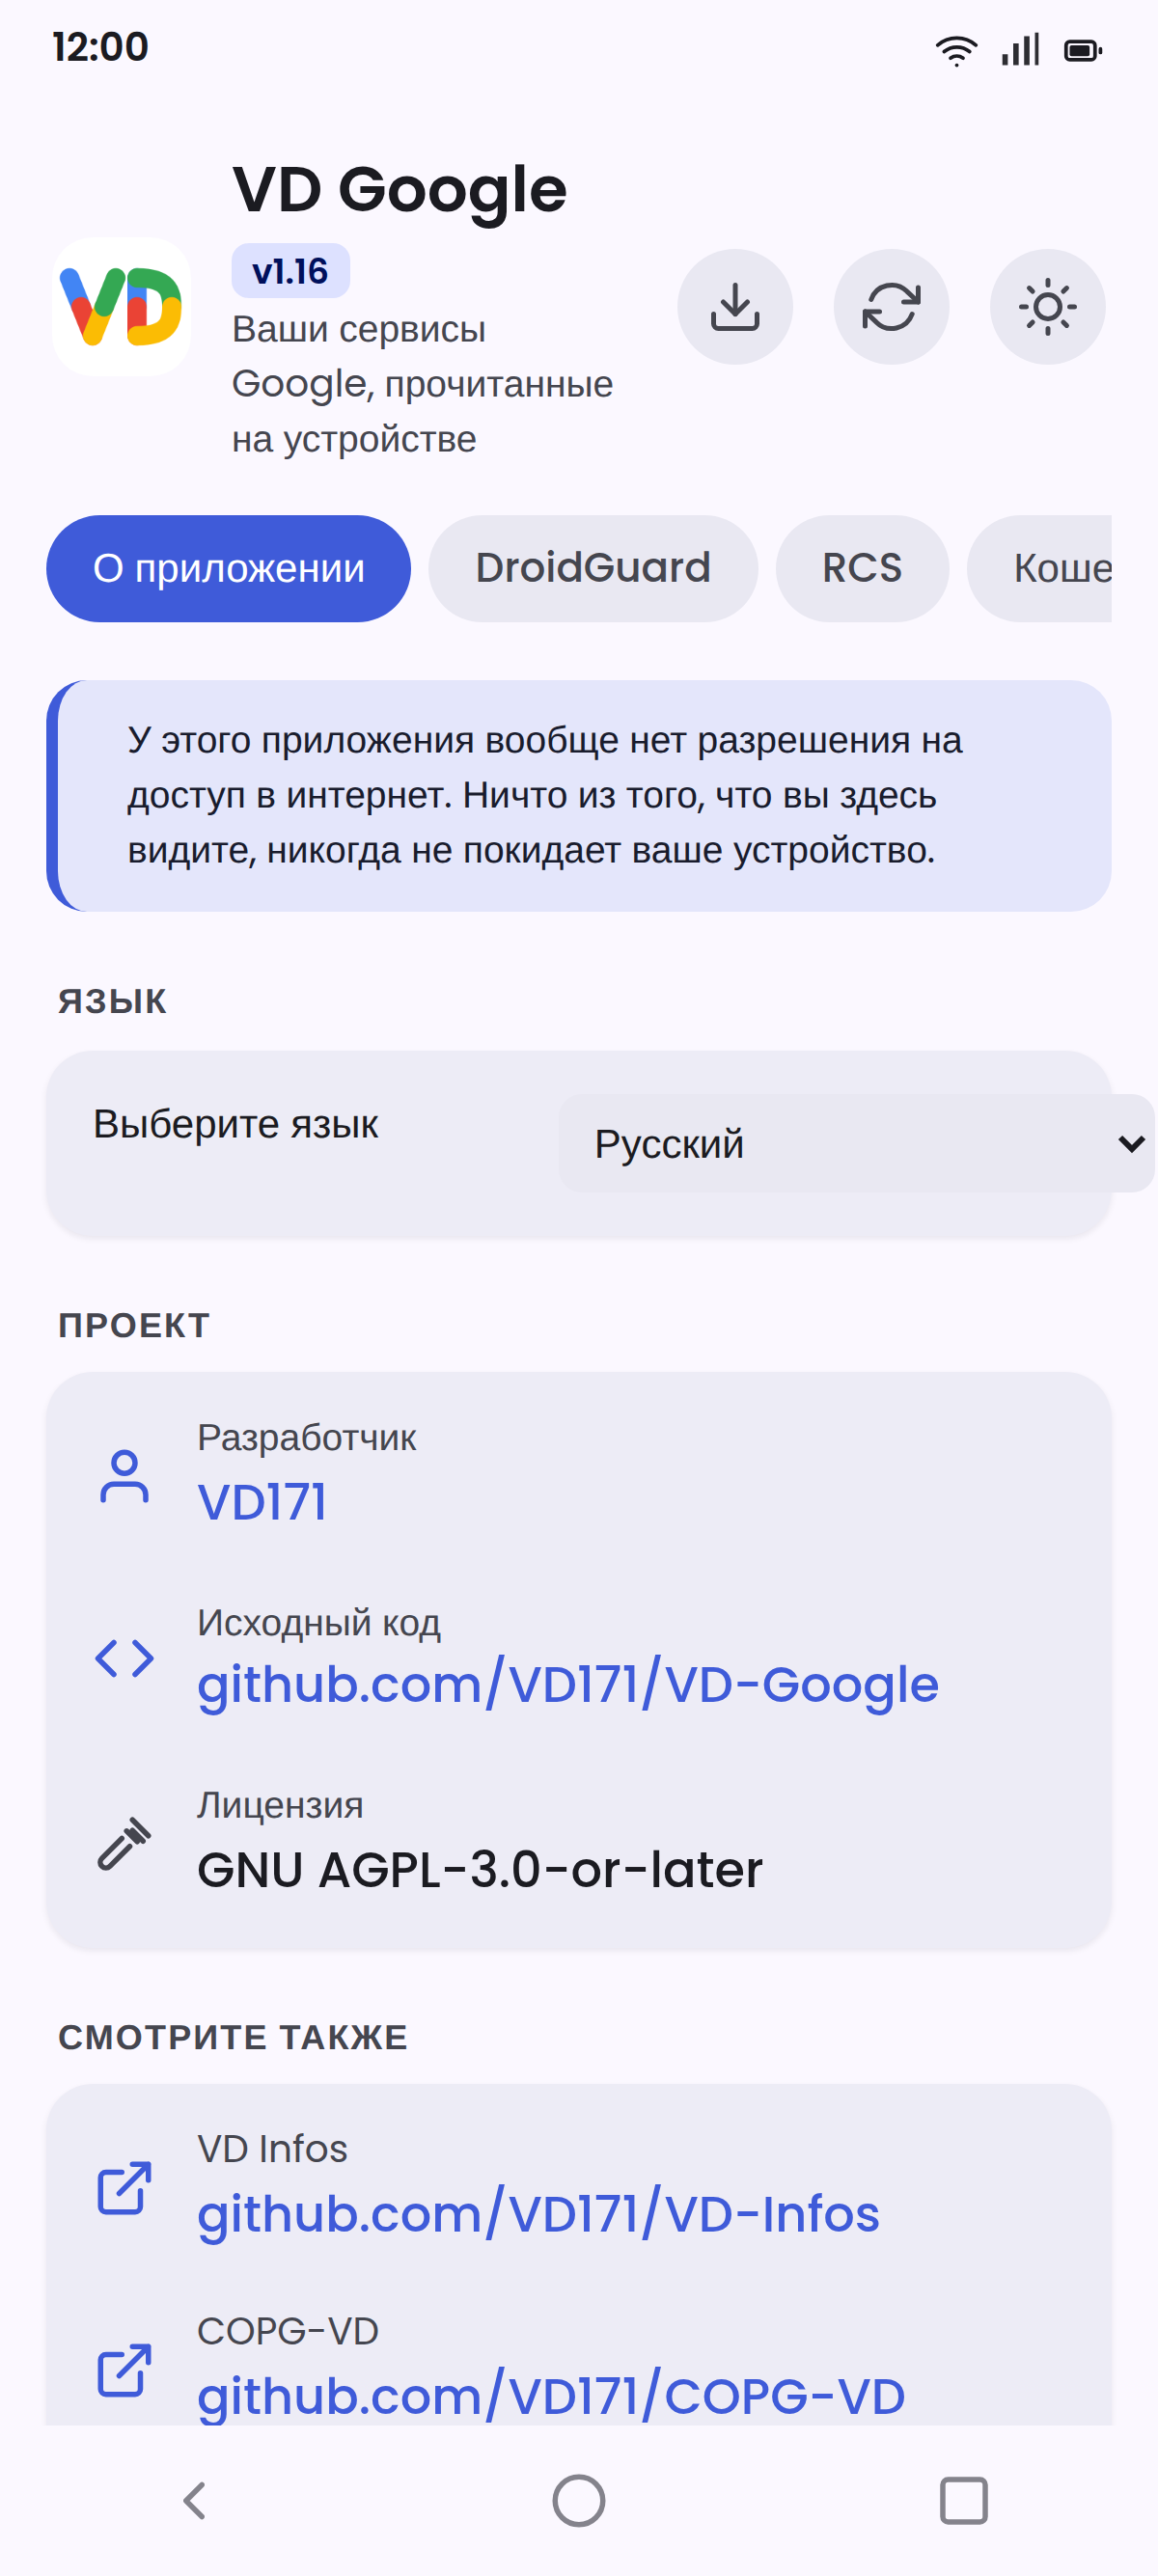 12:00
VD Google
VD
v1.16
Ваши сервисы
Google, прочитанные
на устройстве
О приложении
DroidGuard
RCS
Коше
У этого приложения вообще нет разрешения на
доступ в интернет. Ничто из того, что вы здесь
видите, никогда не покидает ваше устройство.
ЯЗЫК
Выберите язык
Русский
ПРОЕКТ
Разработчик
VD171
Исходный код
github.com/VD171/VD-Google
Лицензия
GNU AGPL-3.0-or-later
СМОТРИТЕ ТАКЖЕ
VD Infos
github.com/VD171/VD-Infos
COPG-VD
github.com/VD171/COPG-VD